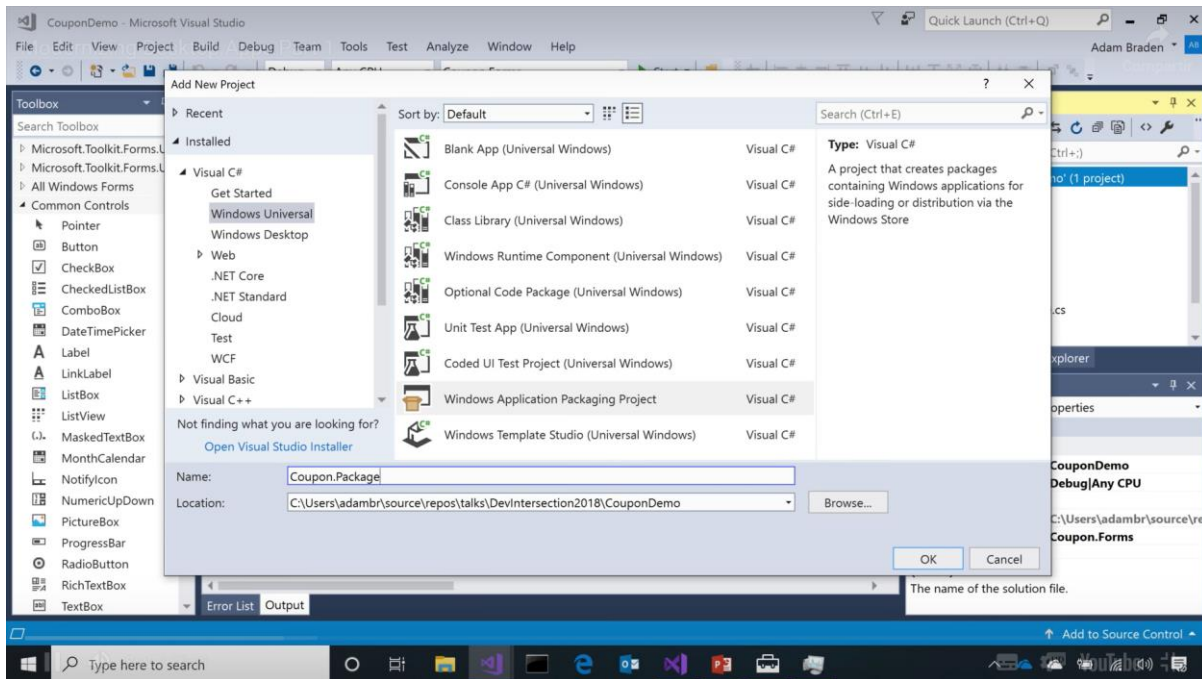 CouponDemo - Microsoft Visual Studio
Quick Launch (Ctrl+Q)
File Edit View Project Build Debug Team Tools Test Analyze Window Help
Adam Braden AB
Add New Project
Toolbox
Search Toolbox
Microsoft.Toolkit.Forms.U
Microsoft.Toolkit.Forms.U
All Windows Forms
Common Controls
Pointer
Button
CheckBox
CheckedListBox
ComboBox
DateTimePicker
Label
LinkLabel
ListBox
ListView
MaskedTextBox
MonthCalendar
NotifyIcon
NumericUpDown
PictureBox
ProgressBar
RadioButton
RichTextBox
TextBox
Recent
Installed
Visual C#
Get Started
Windows Universal
Windows Desktop
Web
.NET Core
.NET Standard
Cloud
Test
WCF
Visual Basic
Visual C++
Not finding what you are looking for?
Open Visual Studio Installer
Sort by: Default
Search (Ctrl+E)
Blank App (Universal Windows) Visual C#
Console App C# (Universal Windows) Visual C#
Class Library (Universal Windows) Visual C#
Windows Runtime Component (Universal Windows) Visual C#
Optional Code Package (Universal Windows) Visual C#
Unit Test App (Universal Windows) Visual C#
Coded UI Test Project (Universal Windows) Visual C#
Windows Application Packaging Project Visual C#
Windows Template Studio (Universal Windows) Visual C#
Type: Visual C#
A project that creates packages
containing Windows applications for
side-loading or distribution via the
Windows Store
Name: Coupon.Package
Location: C:\Users\adambr\source\repos\talks\DevIntersection2018\CouponDemo
Browse...
OK Cancel
Ctrl+;)
no' (1 project)
.cs
xplorer
operties
CouponDemo
Debug|Any CPU
C:\Users\adambr\source\re
Coupon.Forms
The name of the solution file.
Error List Output
Add to Source Control
Type here to search
YouTube